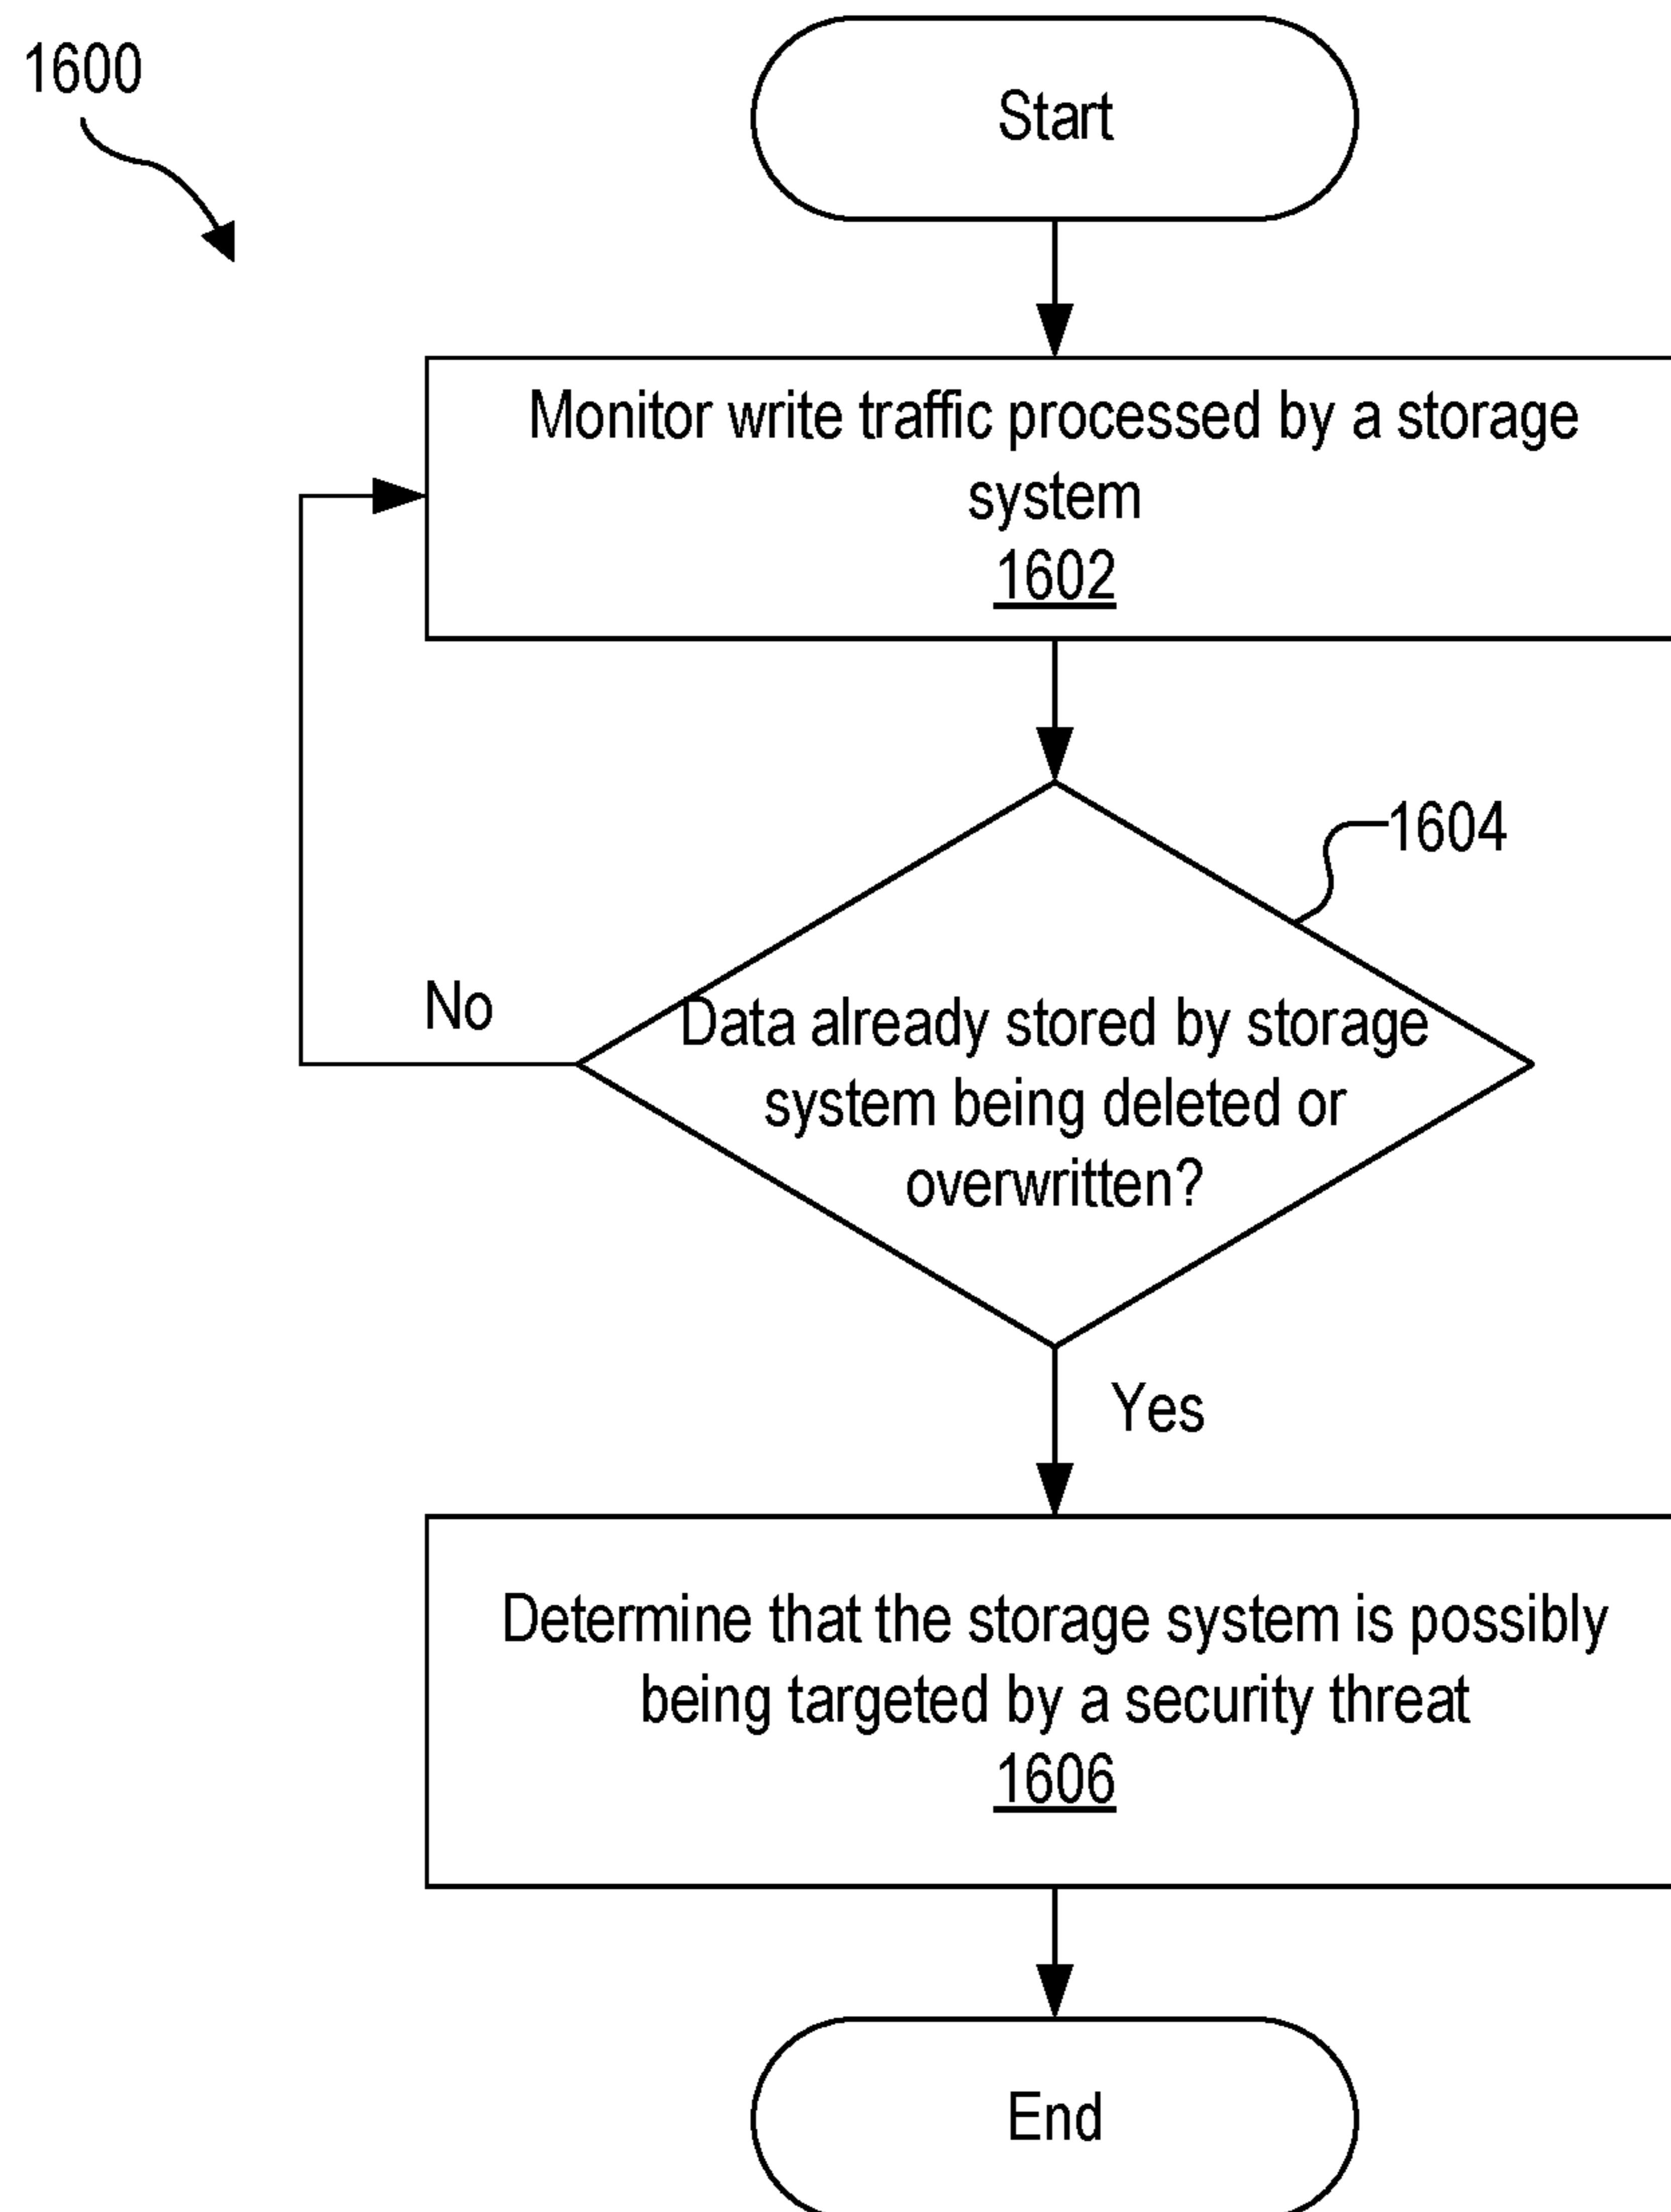 1600
Start
Monitor write traffic processed by a storage
system
1602
1604
No
Data already stored by storage
system being deleted or
overwritten?
Yes
Determine that the storage system is possibly
being targeted by a security threat
1606
End